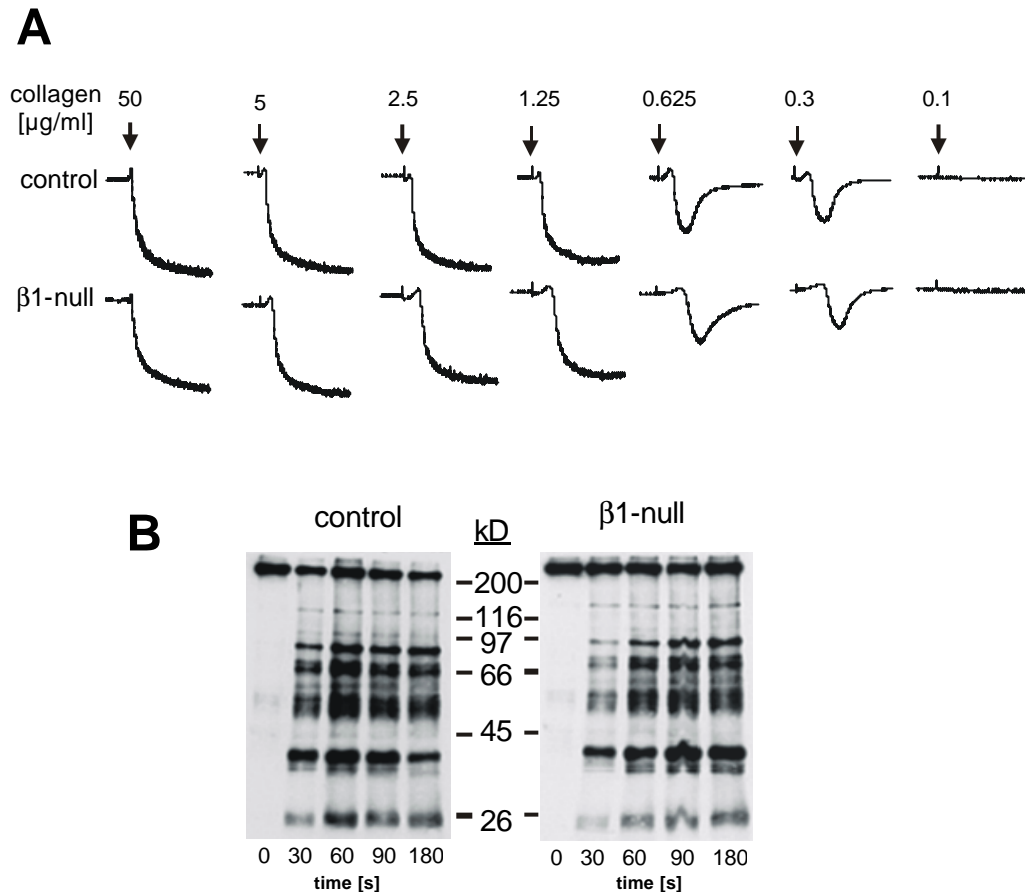 A
collagen [µg/ml] 50 5 2.5 1.25 0.625 0.3 0.1
control
β1-null
B
control kD β1-null
200
116
97
66
45
26
0 30 60 90 180 0 30 60 90 180
time [s] time [s]